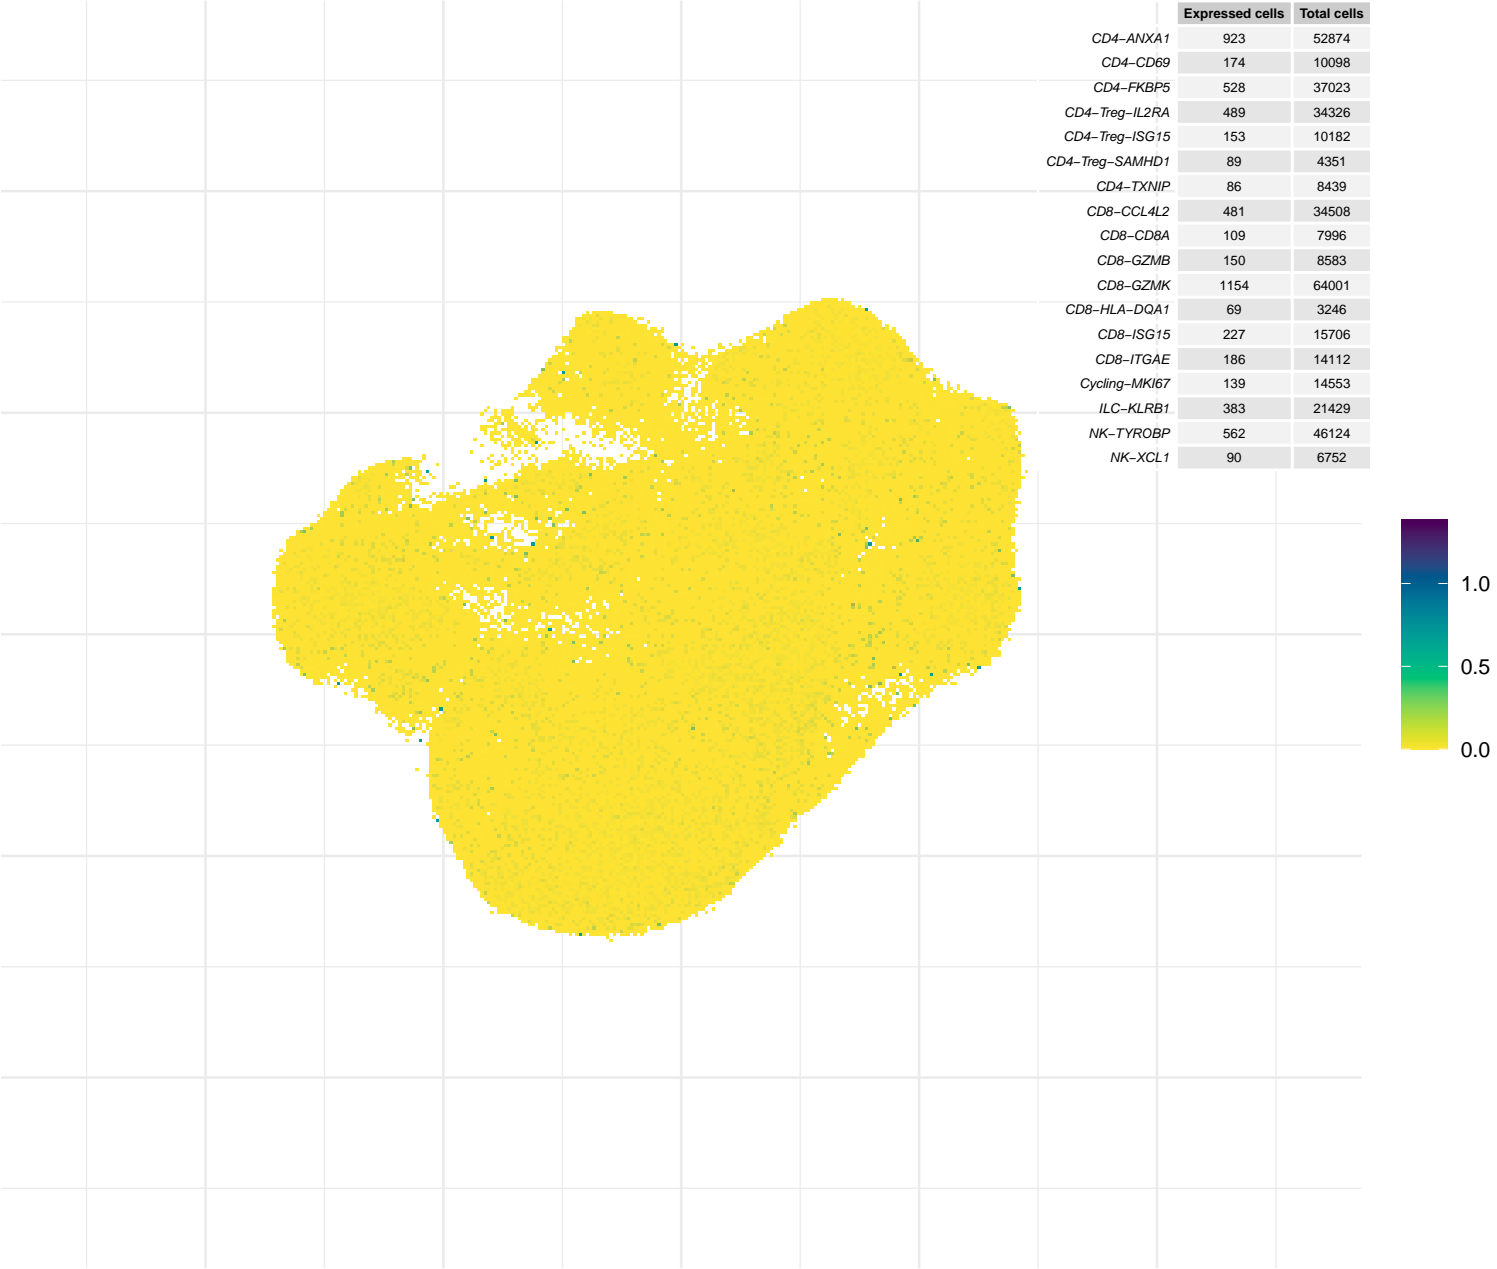 Expressed cells Total cells
CD4−ANXA1 923 52874
CD4−CD69 174 10098
CD4−FKBP5 528 37023
CD4−Treg−IL2RA 489 34326
CD4−Treg−ISG15 153 10182
CD4−Treg−SAMHD1 89 4351
CD4−TXNIP 86 8439
CD8−CCL4L2 481 34508
CD8−CD8A 109 7996
CD8−GZMB 150 8583
CD8−GZMK 1154 64001
CD8−HLA−DQA1 69 3246
CD8−ISG15 227 15706
CD8−ITGAE 186 14112
Cycling−MKI67 139 14553
ILC−KLRB1 383 21429
NK−TYROBP 562 46124
NK−XCL1 90 6752
1.0
0.5
0.0